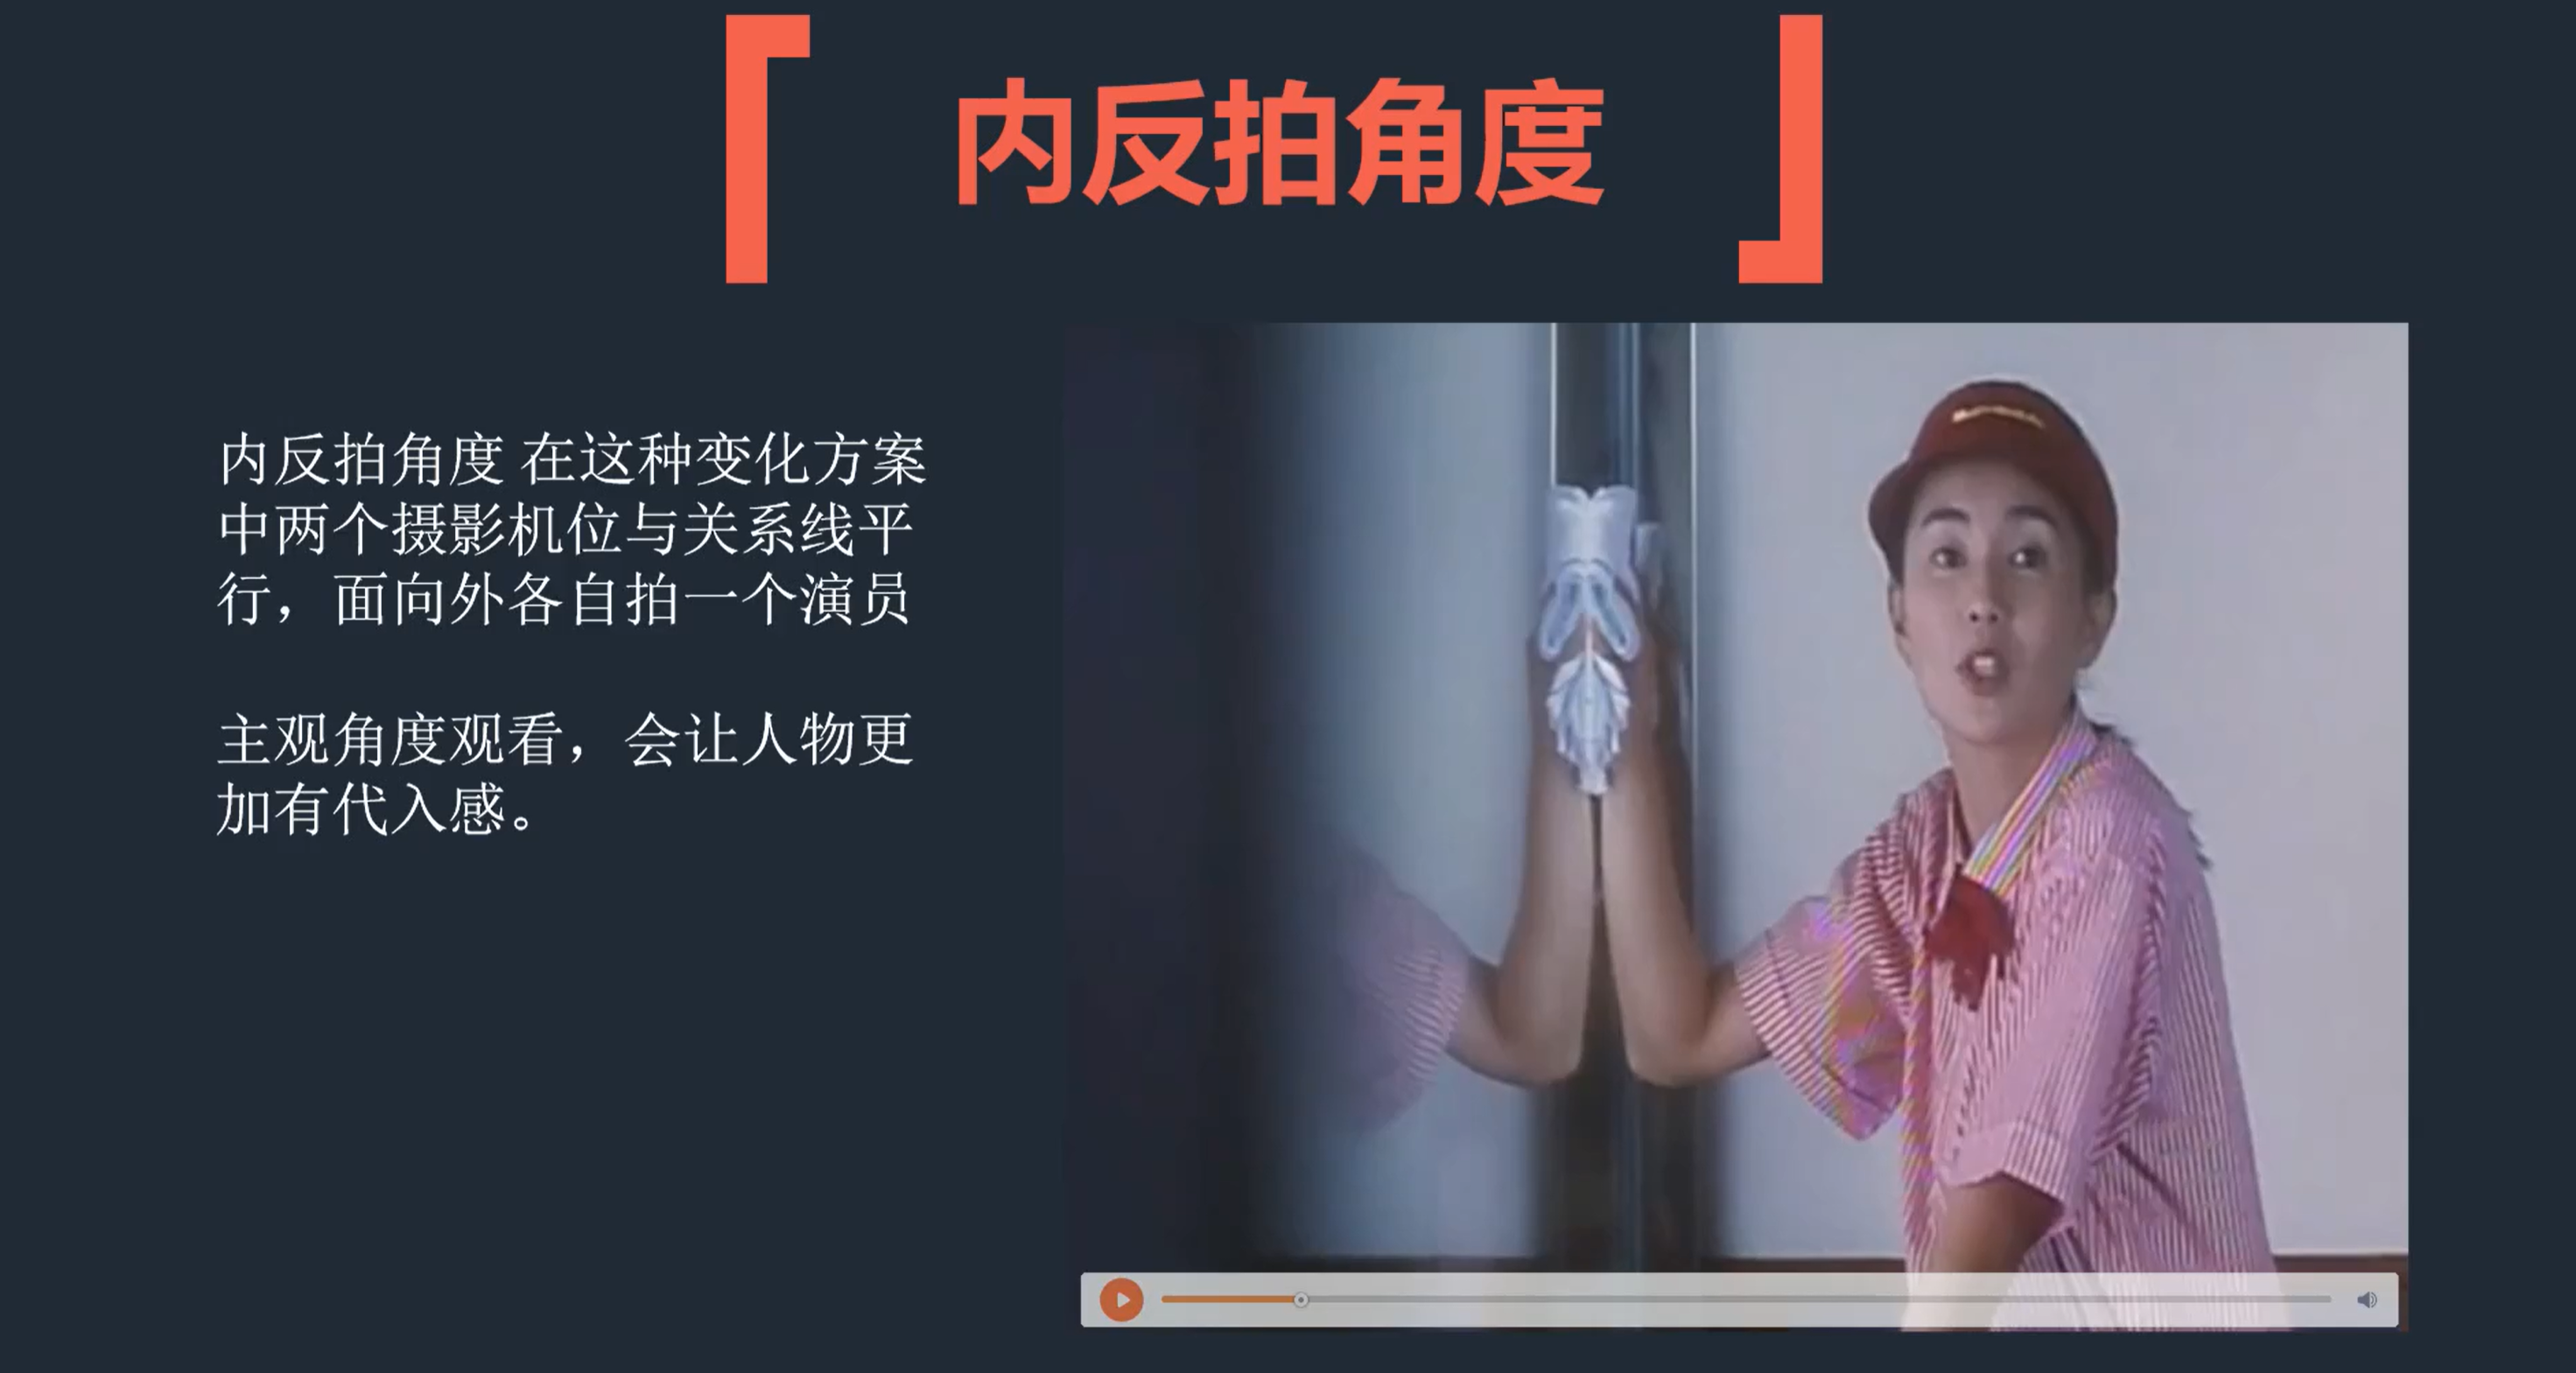 内反拍角度
内反拍角度 在这种变化方案
中两个摄影机位与关系线平
行，面向外各自拍一个演员
主观角度观看，会让人物更
加有代入感。